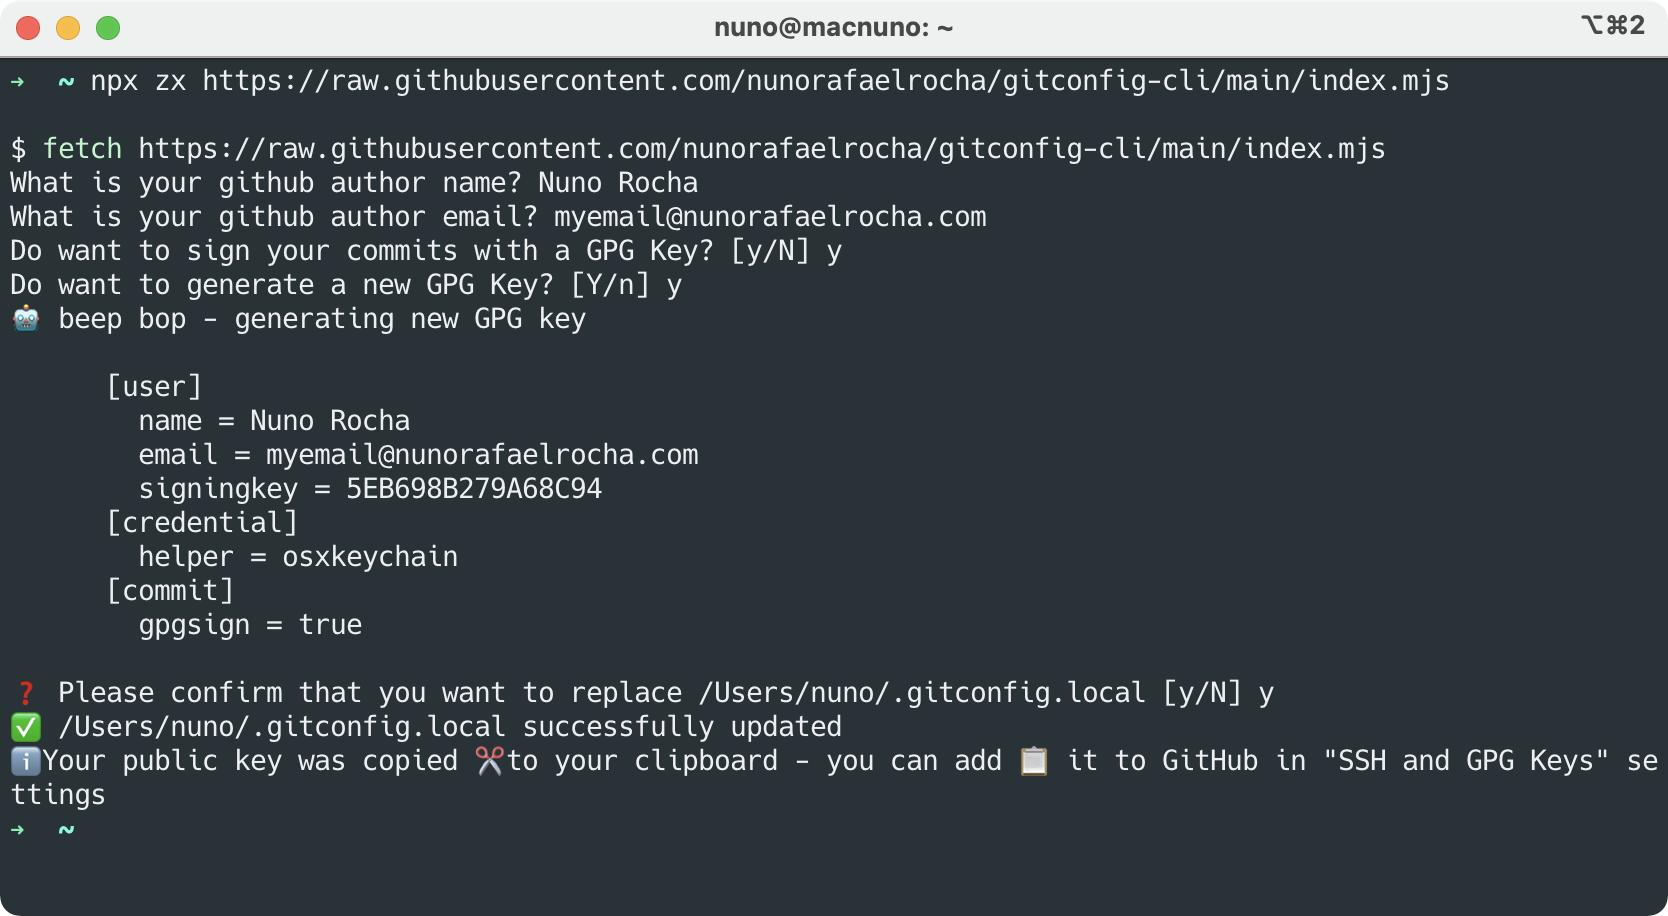 nuno@macnuno: ~
⌥⌘2
→ ~ npx zx https://raw.githubusercontent.com/nunorafaelrocha/gitconfig-cli/main/index.mjs
$ fetch https://raw.githubusercontent.com/nunorafaelrocha/gitconfig-cli/main/index.mjs
What is your github author name? Nuno Rocha
What is your github author email? myemail@nunorafaelrocha.com
Do want to sign your commits with a GPG Key? [y/N] y
Do want to generate a new GPG Key? [Y/n] y
🤖 beep bop - generating new GPG key
[user]
name = Nuno Rocha
email = myemail@nunorafaelrocha.com
signingkey = 5EB698B279A68C94
[credential]
helper = osxkeychain
[commit]
gpgsign = true
❓ Please confirm that you want to replace /Users/nuno/.gitconfig.local [y/N] y
✅ /Users/nuno/.gitconfig.local successfully updated
ℹ️Your public key was copied ✂️to your clipboard - you can add 📋 it to GitHub in "SSH and GPG Keys" se
ttings
→ ~